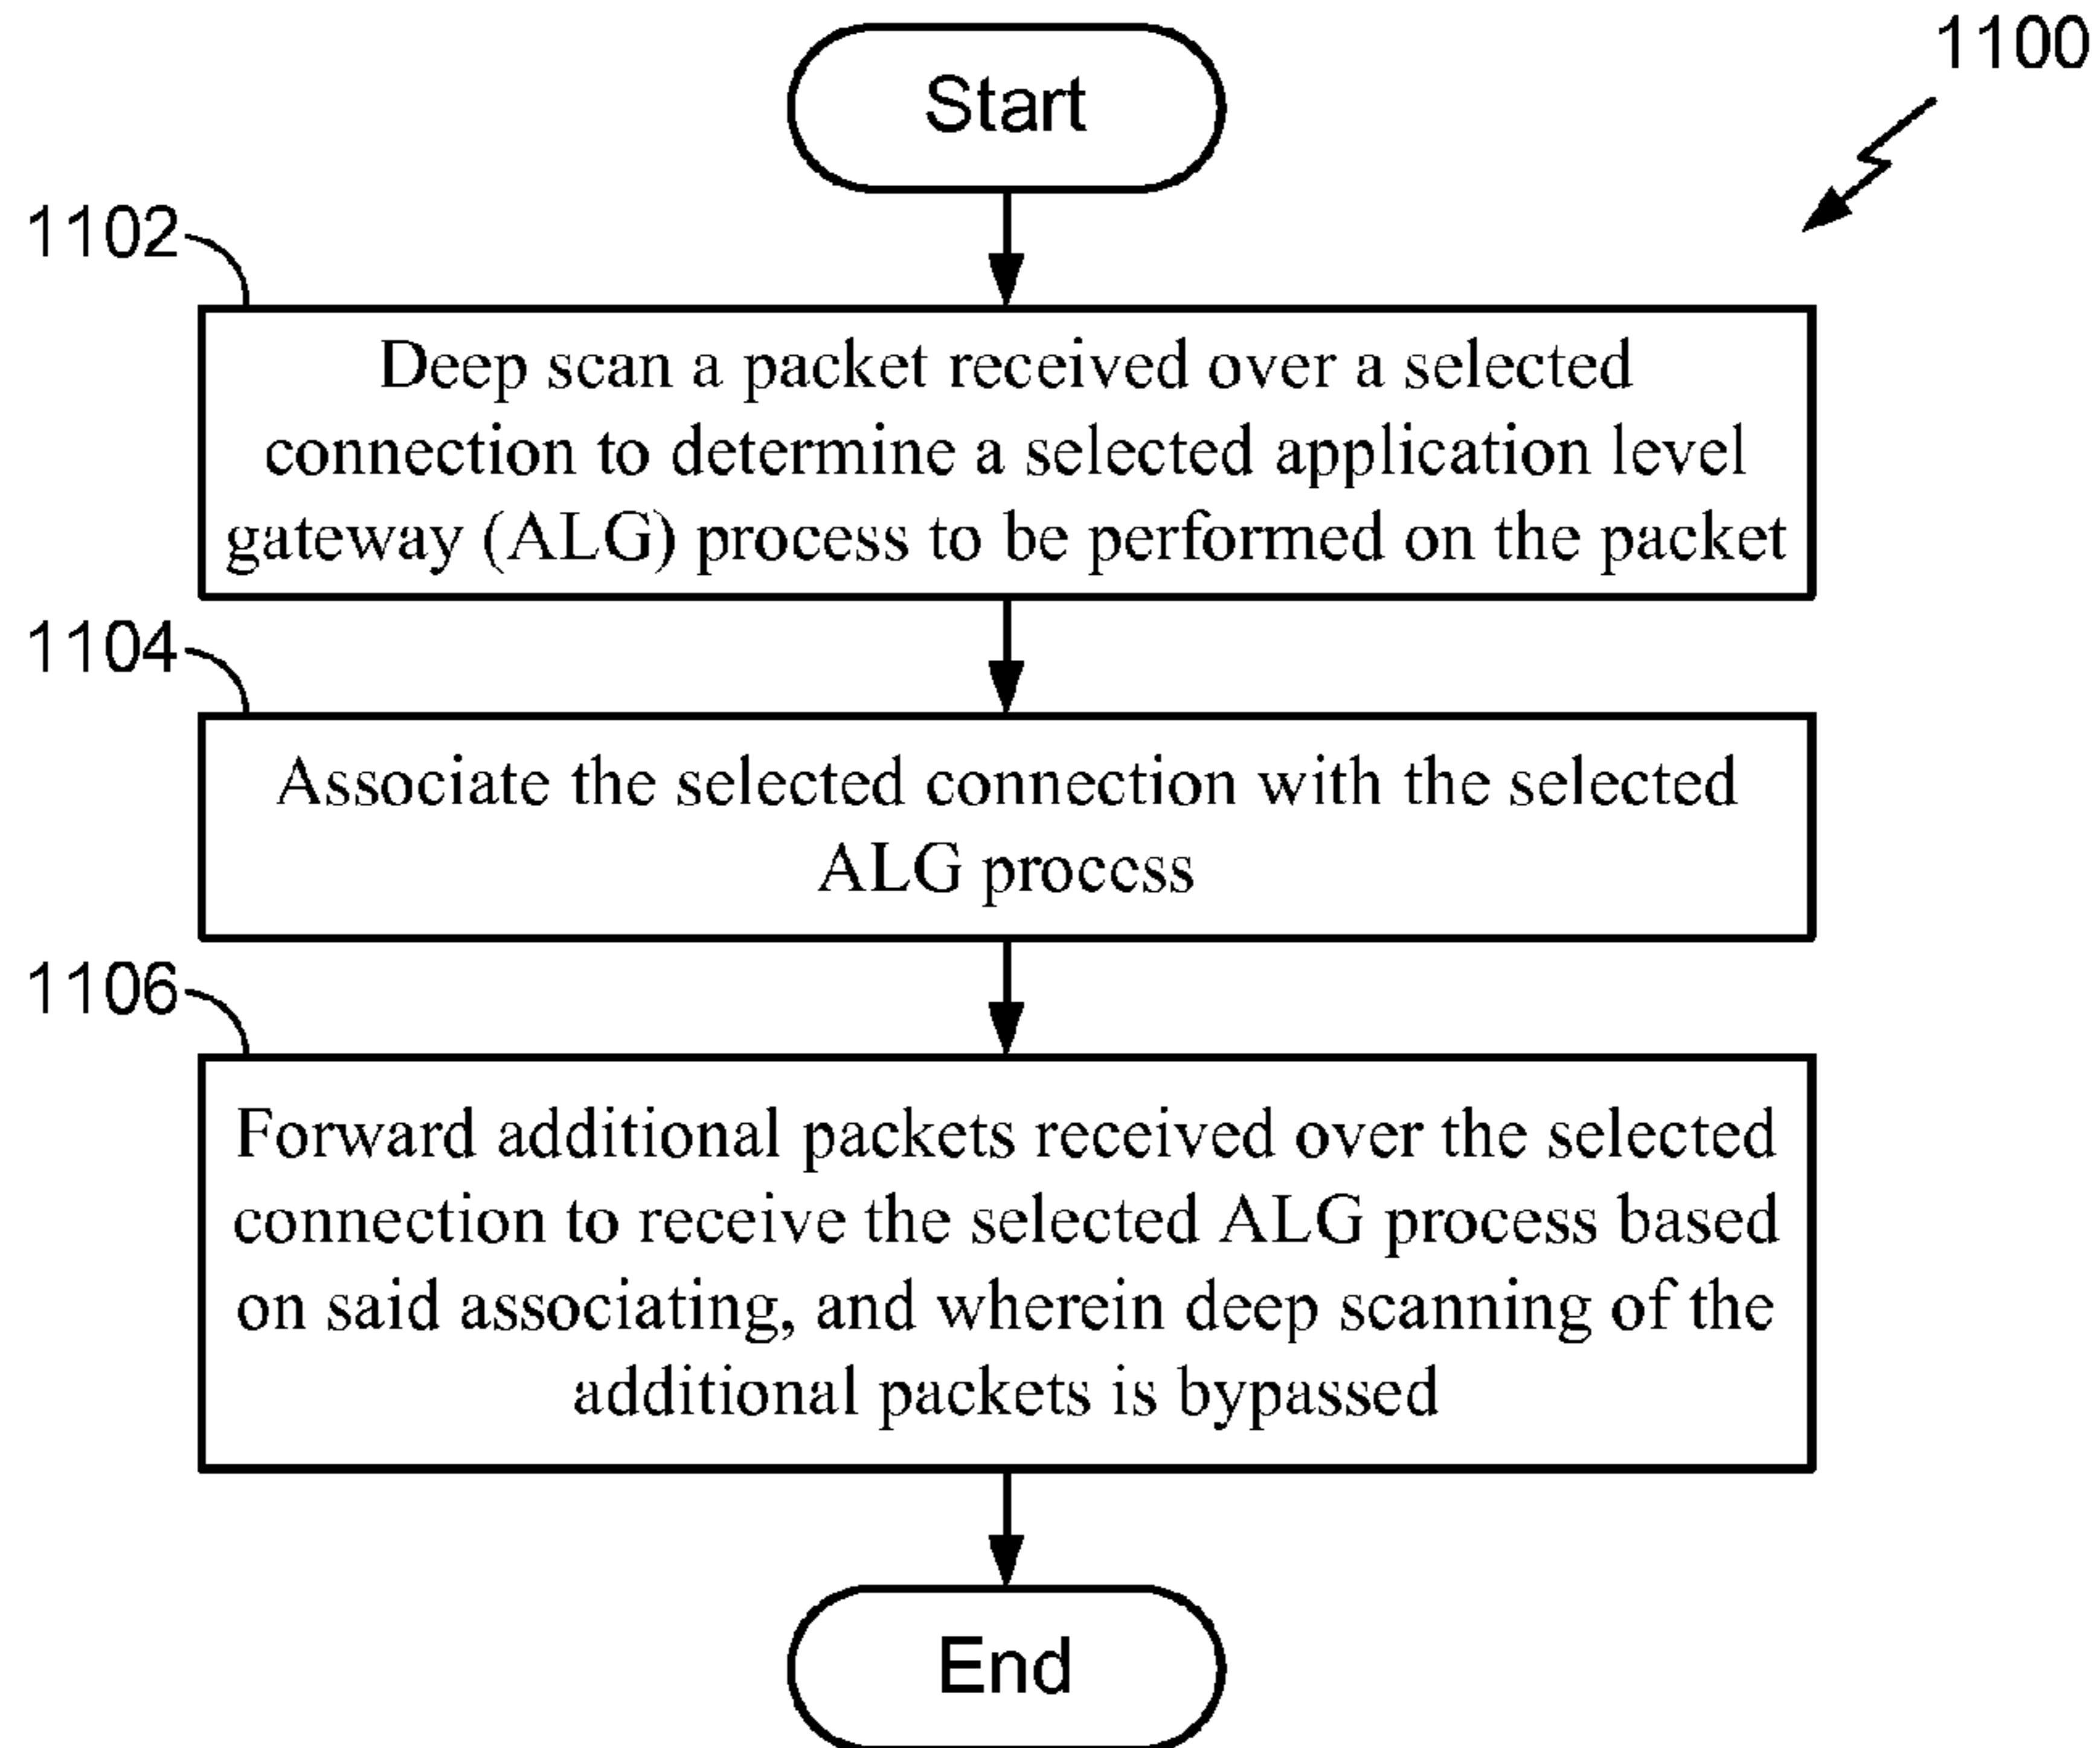 1100
Start
1102
Deep scan a packet received over a selected
connection to determine a selected application level
gateway (ALG) process to be performed on the packet
1104
Associate the selected connection with the selected
ALG process
1106
Forward additional packets received over the selected
connection to receive the selected ALG process based
on said associating, and wherein deep scanning of the
additional packets is bypassed
End